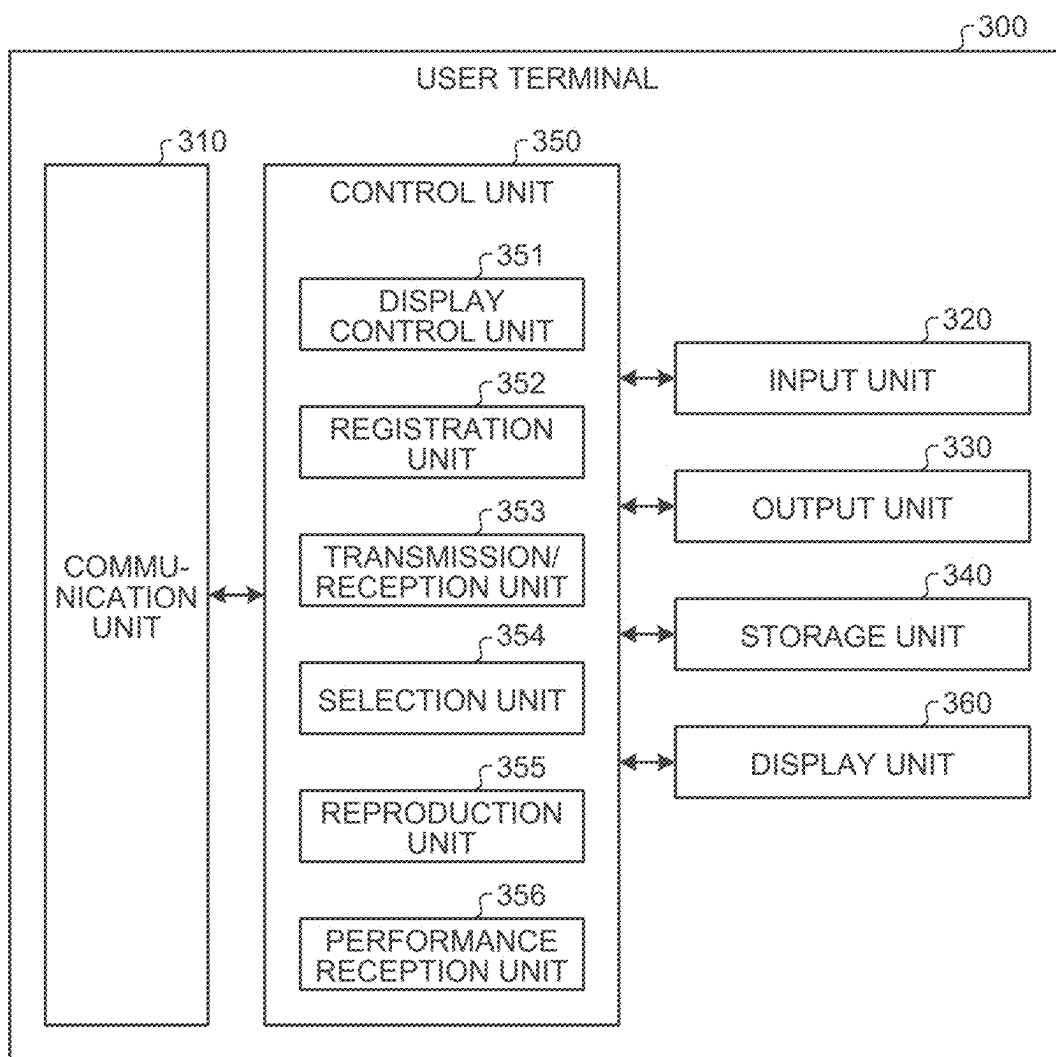 300
USER TERMINAL
310
COMMU-
NICATION
UNIT
350
CONTROL UNIT
351
DISPLAY
CONTROL UNIT
352
REGISTRATION
UNIT
353
TRANSMISSION/
RECEPTION UNIT
354
SELECTION UNIT
355
REPRODUCTION
UNIT
356
PERFORMANCE
RECEPTION UNIT
320
INPUT UNIT
330
OUTPUT UNIT
340
STORAGE UNIT
360
DISPLAY UNIT